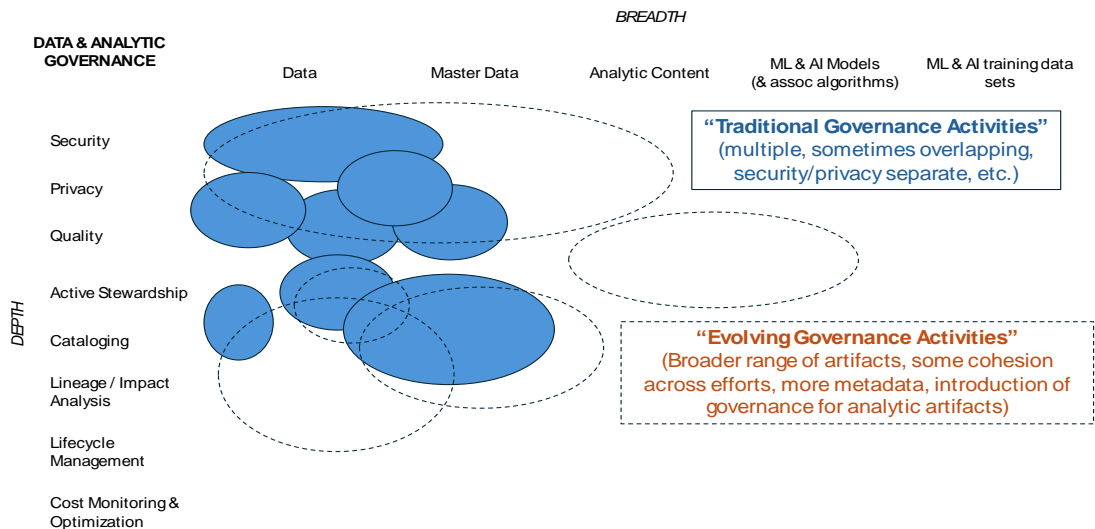 BREADTH
DATA & ANALYTIC
GOVERNANCE
Data
Master Data
Analytic Content
ML & AI Models
(& assoc algorithms)
ML & AI training data
sets
Security
Privacy
Quality
Active Stewardship
Cataloging
Lineage / Impact
Analysis
Lifecycle
Management
Cost Monitoring &
Optimization
DEPTH
“Traditional Governance Activities”
(multiple, sometimes overlapping,
security/privacy separate, etc.)
“Evolving Governance Activities”
(Broader range of artifacts, some cohesion
across efforts, more metadata, introduction of
governance for analytic artifacts)